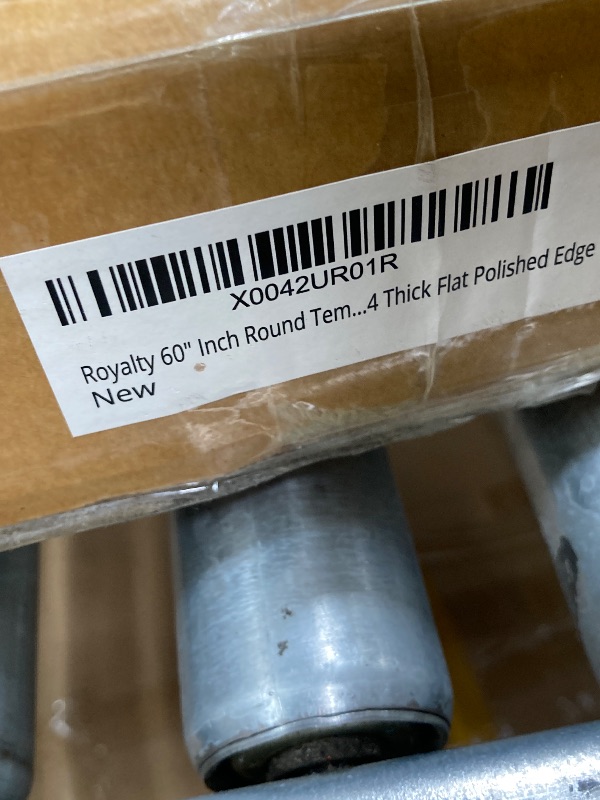 X0042UR01R
Royalty 60" Inch Round Tem...4 Thick Flat Polished Edge
New